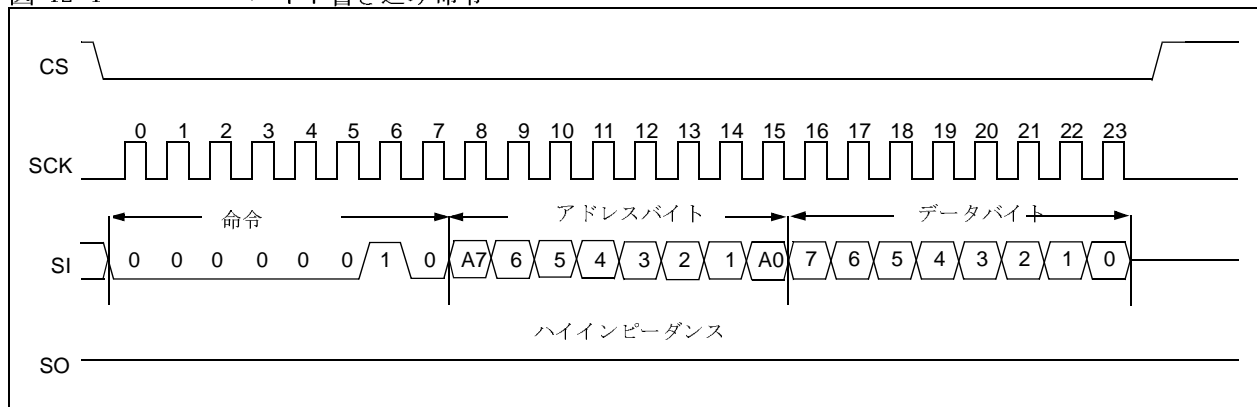 CS
0 1 2 3 4 5 6 7 8 9 10 11 12 13 14 15 16 17 18 19 20 21 22 23
SCK
命令 アドレスバイト データバイト
SI 0 0 0 0 0 0 1 0 A7 6 5 4 3 2 1 A0 7 6 5 4 3 2 1 0
ハイインピーダンス
SO